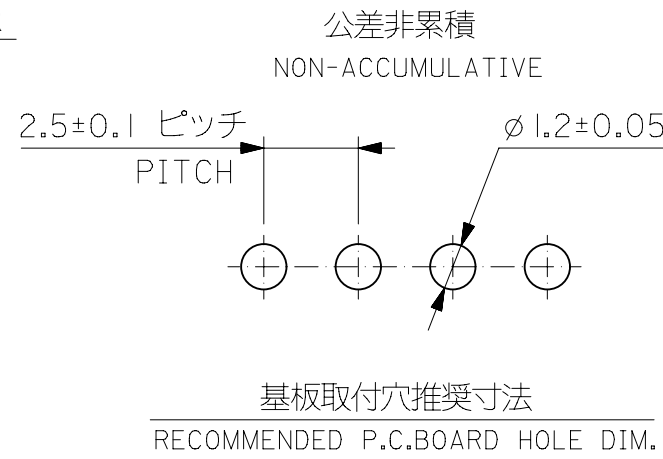 公差非累積
NON-ACCUMULATIVE
2.5±0.1 ピッチ
PITCH
⌀1.2±0.05
基板取付穴推奨寸法
RECOMMENDED P.C.BOARD HOLE DIM.